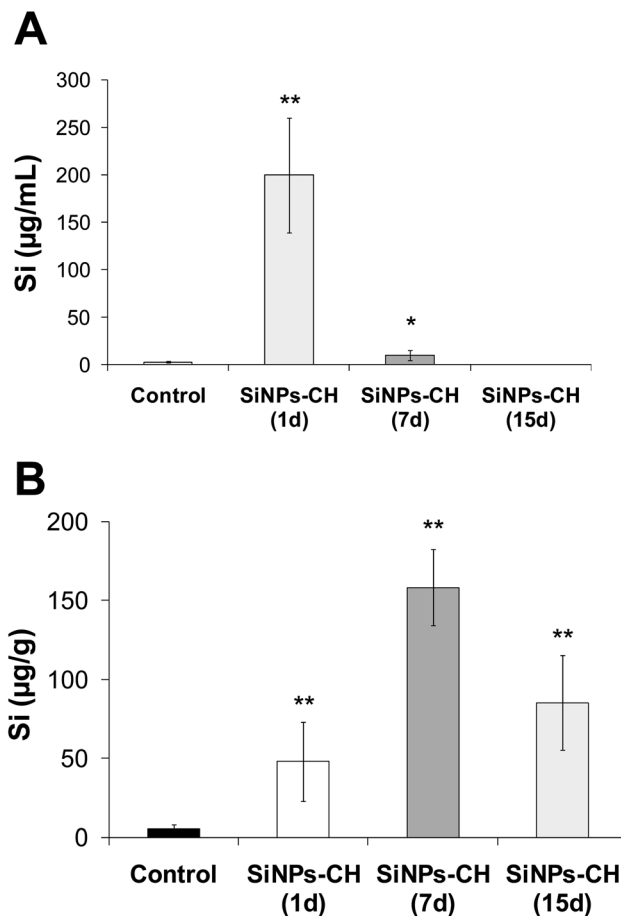 A
300
250
200
150
100
50
0
Si (µg/mL)
**
*
Control SiNPs-CH SiNPs-CH SiNPs-CH
(1d) (7d) (15d)
B
200
150
100
50
0
Si (µg/g)
**
**
**
Control SiNPs-CH SiNPs-CH SiNPs-CH
(1d) (7d) (15d)